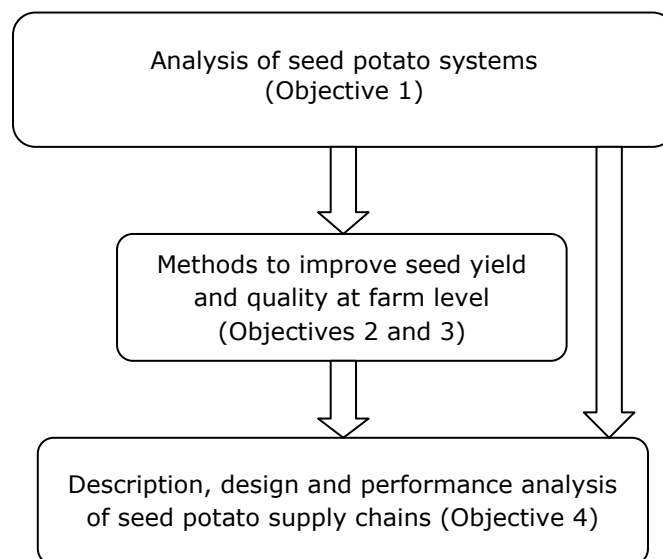 Analysis of seed potato systems
(Objective 1)
Methods to improve seed yield
and quality at farm level
(Objectives 2 and 3)
Description, design and performance analysis
of seed potato supply chains (Objective 4)